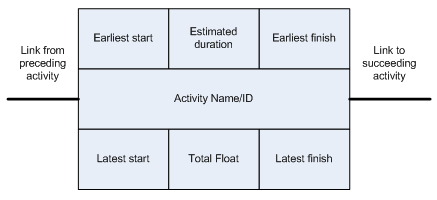 Earliest start
Estimated
duration
Earliest finish
Link from
preceding
activity
Link to
succeeding
activity
Activity Name/ID
Latest start
Total Float
Latest finish